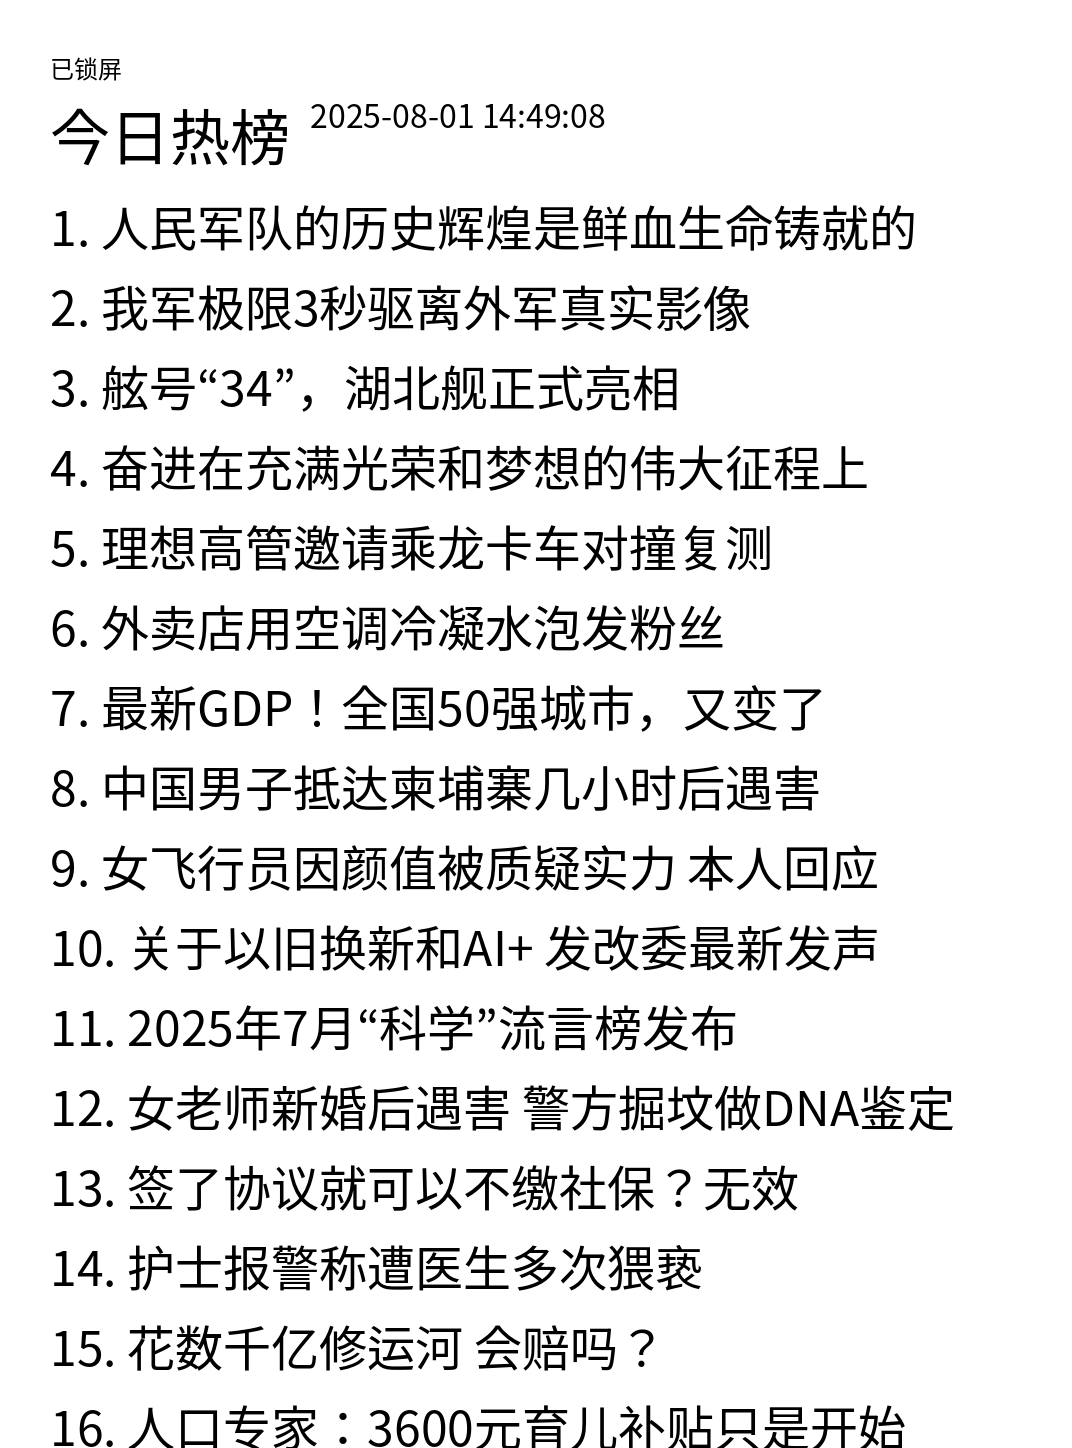 已锁屏
今日热榜 2025-08-01 14:49:08
1. 人民军队的历史辉煌是鲜血生命铸就的
2. 我军极限3秒驱离外军真实影像
3. 舷号“34”，湖北舰正式亮相
4. 奋进在充满光荣和梦想的伟大征程上
5. 理想高管邀请乘龙卡车对撞复测
6. 外卖店用空调冷凝水泡发粉丝
7. 最新GDP！全国50强城市，又变了
8. 中国男子抵达柬埔寨几小时后遇害
9. 女飞行员因颜值被质疑实力 本人回应
10. 关于以旧换新和AI+ 发改委最新发声
11. 2025年7月“科学”流言榜发布
12. 女老师新婚后遇害 警方掘坟做DNA鉴定
13. 签了协议就可以不缴社保？无效
14. 护士报警称遭医生多次猥亵
15. 花数千亿修运河 会赔吗？
16. 人口专家：3600元育儿补贴只是开始